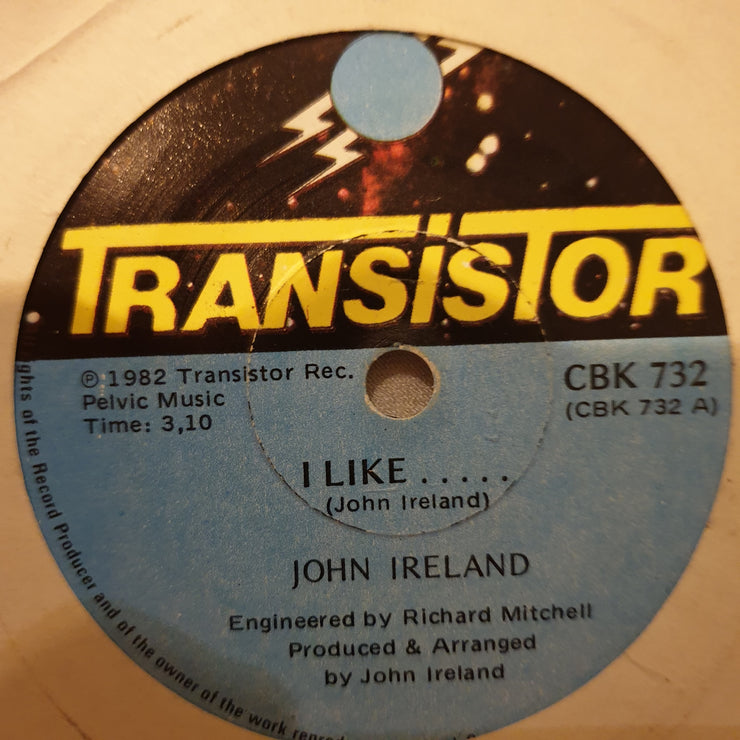 TRANSISTOR
℗ 1982 Transistor Rec.
Pelvic Music
Time: 3,10
CBK 732
(CBK 732 A)
I LIKE . . . . .
(John Ireland)
JOHN IRELAND
Engineered by Richard Mitchell
Produced & Arranged
by John Ireland
of the Record Producer and of the owner of the work